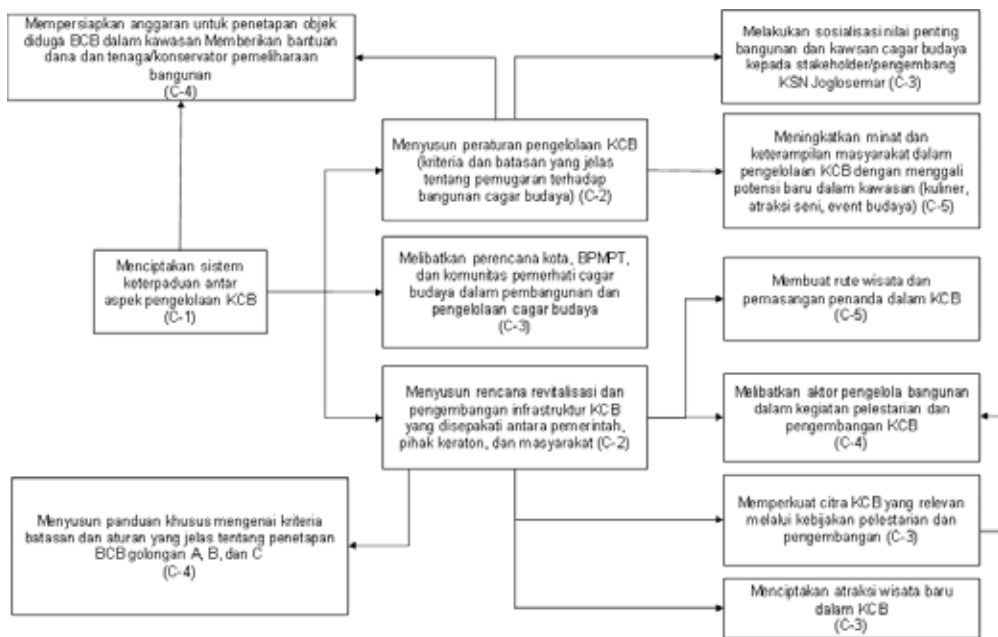 Mempersiapkan anggaran untuk penetapan objek
diduga BCB dalam kawasan Memberikan bantuan
dana dan tenaga/konservator pemeliharaan
bangunan
(C-4)
Melakukan sosialisasi nilai penting
bangunan dan kawsan cagar budaya
kepada stakeholder/pengembang
KSN Joglosemar (C-3)
Menyusun peraturan pengelolaan KCB
(kriteria dan batasan yang jelas
tentang pemugaran terhadap
bangunan cagar budaya) (C-2)
Meningkatkan minat dan
keterampilan masyarakat dalam
pengelolaan KCB dengan menggali
potensi baru dalam kawasan (kuliner,
atraksi seni, event budaya) (C-5)
Menciptakan sistem
keterpaduan antar
aspek pengelolaan KCB
(C-1)
Melibatkan perencana kota, BPMPT,
dan komunitas pemerhati cagar
budaya dalam pembangunan dan
pengelolaan cagar budaya
(C-3)
Membuat rute wisata dan
pemasangan penanda dalam KCB
(C-5)
Menyusun rencana revitalisasi dan
pengembangan infrastruktur KCB
yang disepakati antara pemerintah,
pihak keraton, dan masyarakat (C-2)
Melibatkan aktor pengelola bangunan
dalam kegiatan pelestarian dan
pengembangan KCB
(C-4)
Menyusun panduan khusus mengenai kriteria
batasan dan aturan yang jelas tentang penetapan
BCB golongan A, B, dan C
(C-4)
Memperkuat citra KCB yang relevan
melalui kebijakan pelestarian dan
pengembangan (C-3)
Menciptakan atraksi wisata baru
dalam KCB
(C-3)